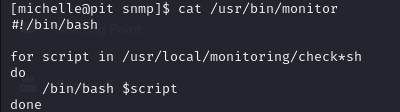 [michelle@pit snmp]$ cat /usr/bin/monitor
#!/bin/bash

for script in /usr/local/monitoring/check*sh
do
    /bin/bash $script
done